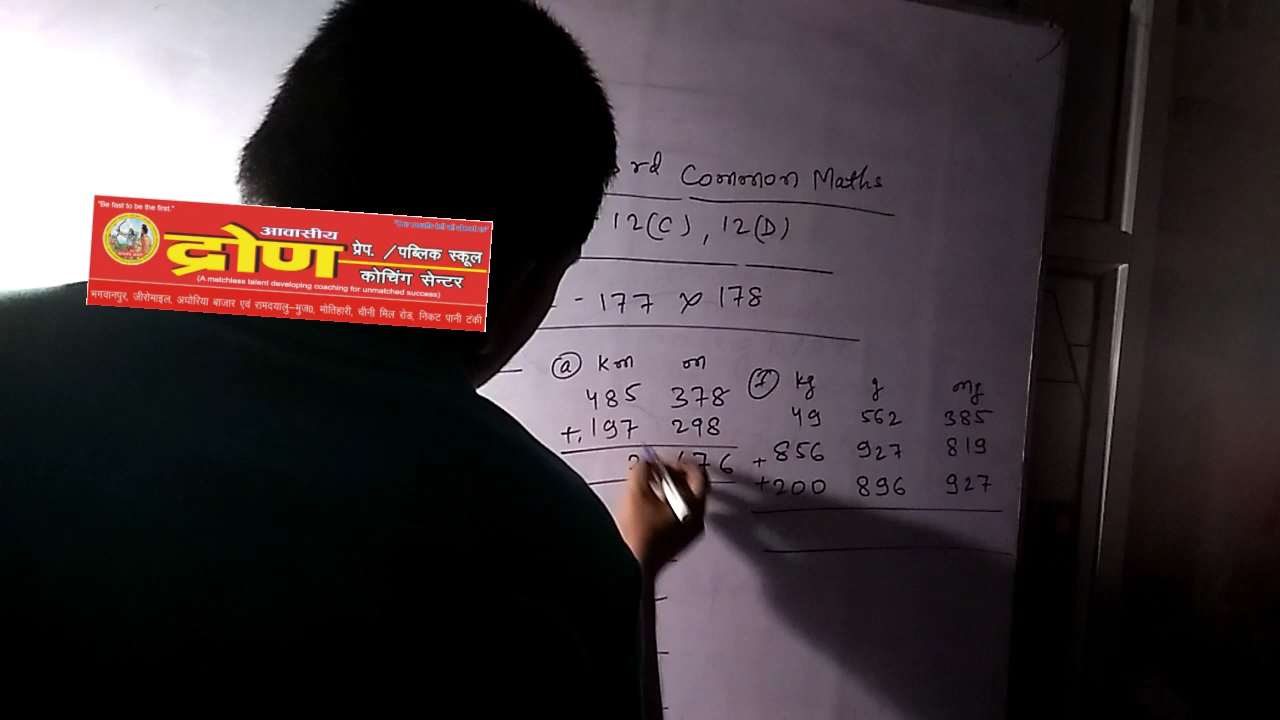 "Be fast to be the first."
आवासीय
द्रोण प्रेप. /पब्लिक स्कूल
कोचिंग सेन्टर
(A matchless talent developing coaching for unmatched success)
भगवानपुर, जीरोमाइल, अघोरिया बाजार एवं रामदयालु-मुज0, मोतिहारी, चीनी मिल रोड, निकट पानी टंकी
rd Common Maths
12(C), 12(D)
- 177 & 178
(a) Km m
485 378
+ 197 298
2 676
(f) kg g mg
49 562 385
+ 856 927 819
+ 200 896 927